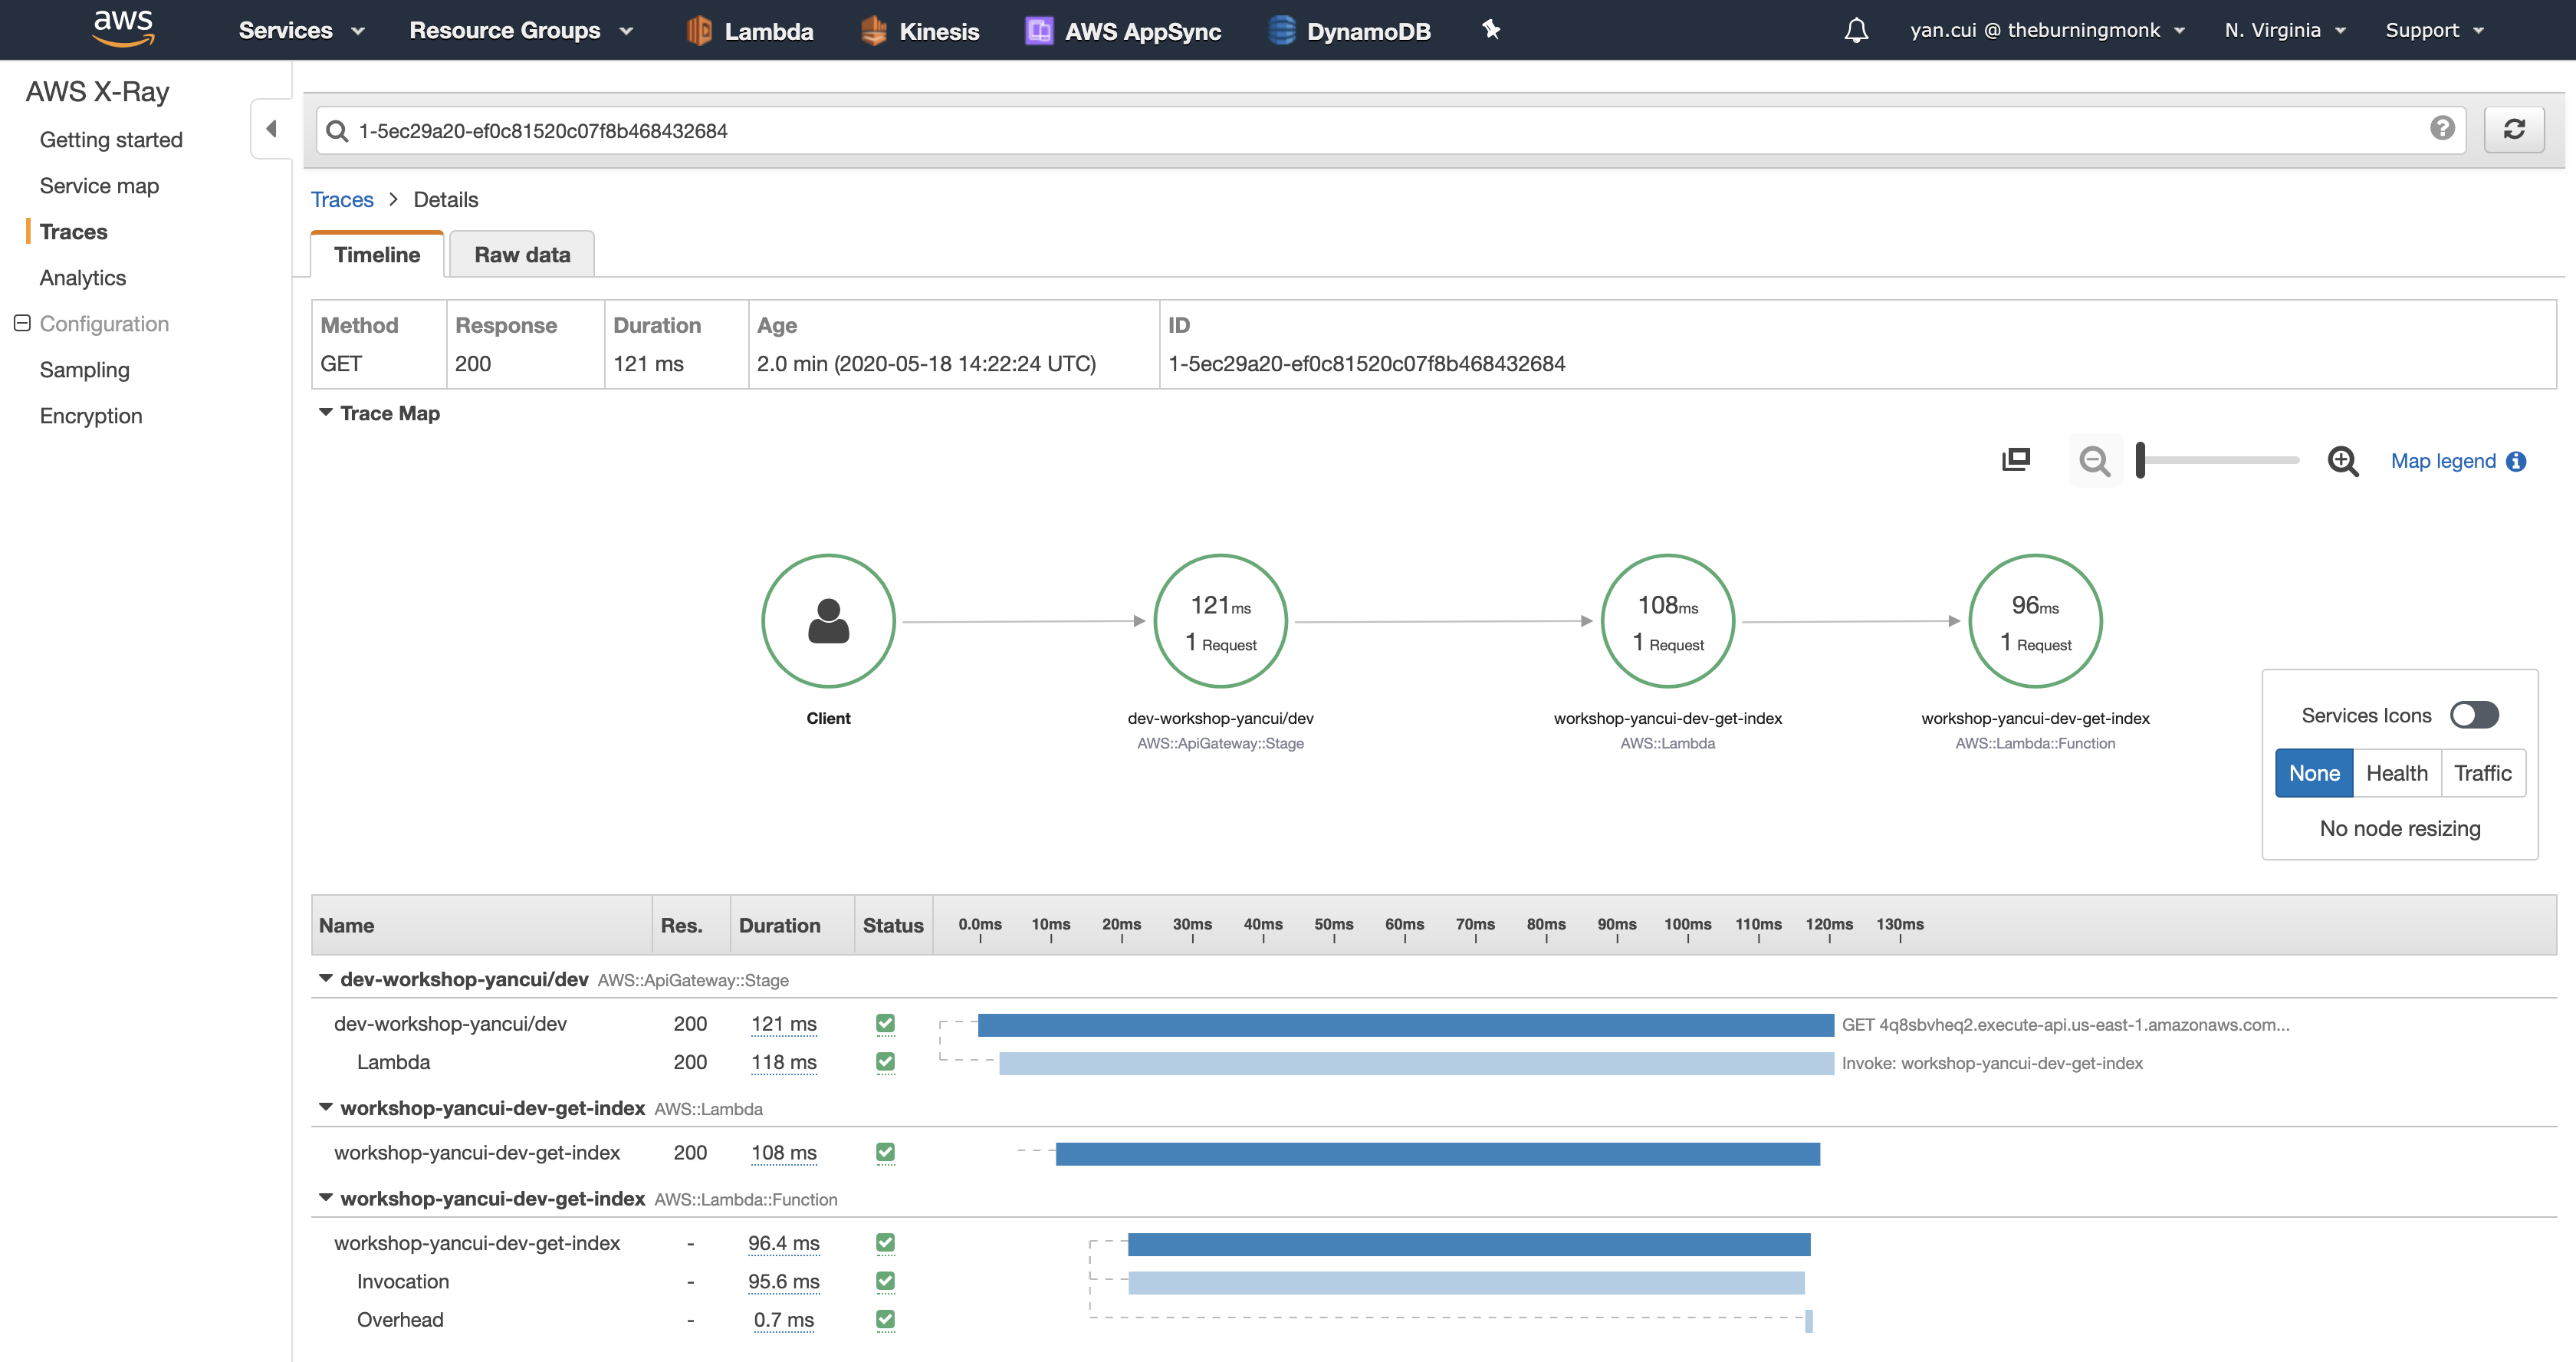 aws Services Resource Groups Lambda Kinesis AWS AppSync DynamoDB yan.cui @ theburningmonk N. Virginia Support
AWS X-Ray
Getting started
Service map
Traces
Analytics
Configuration
Sampling
Encryption
1-5ec29a20-ef0c81520c07f8b468432684
Traces > Details
Timeline Raw data
Method Response Duration Age ID
GET 200 121 ms 2.0 min (2020-05-18 14:22:24 UTC) 1-5ec29a20-ef0c81520c07f8b468432684
Trace Map
Map legend
121ms 108ms 96ms
1 Request 1 Request 1 Request
Client dev-workshop-yancui/dev workshop-yancui-dev-get-index workshop-yancui-dev-get-index
AWS::ApiGateway::Stage AWS::Lambda AWS::Lambda::Function
Services Icons
None Health Traffic
No node resizing
Name Res. Duration Status 0.0ms 10ms 20ms 30ms 40ms 50ms 60ms 70ms 80ms 90ms 100ms 110ms 120ms 130ms
dev-workshop-yancui/dev AWS::ApiGateway::Stage
dev-workshop-yancui/dev 200 121 ms GET 4q8sbvheq2.execute-api.us-east-1.amazonaws.com...
Lambda 200 118 ms Invoke: workshop-yancui-dev-get-index
workshop-yancui-dev-get-index AWS::Lambda
workshop-yancui-dev-get-index 200 108 ms
workshop-yancui-dev-get-index AWS::Lambda::Function
workshop-yancui-dev-get-index - 96.4 ms
Invocation - 95.6 ms
Overhead - 0.7 ms